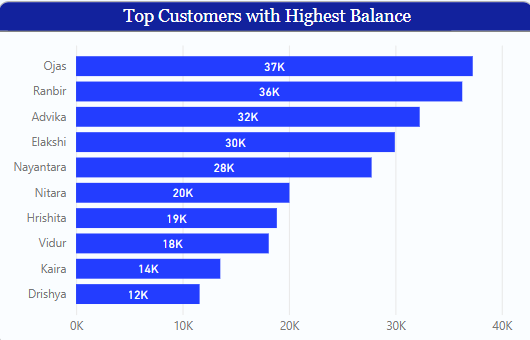 Top Customers with Highest Balance
Ojas 37K
Ranbir 36K
Advika 32K
Elakshi 30K
Nayantara 28K
Nitara 20K
Hrishita 19K
Vidur 18K
Kaira 14K
Drishya 12K
0K 10K 20K 30K 40K